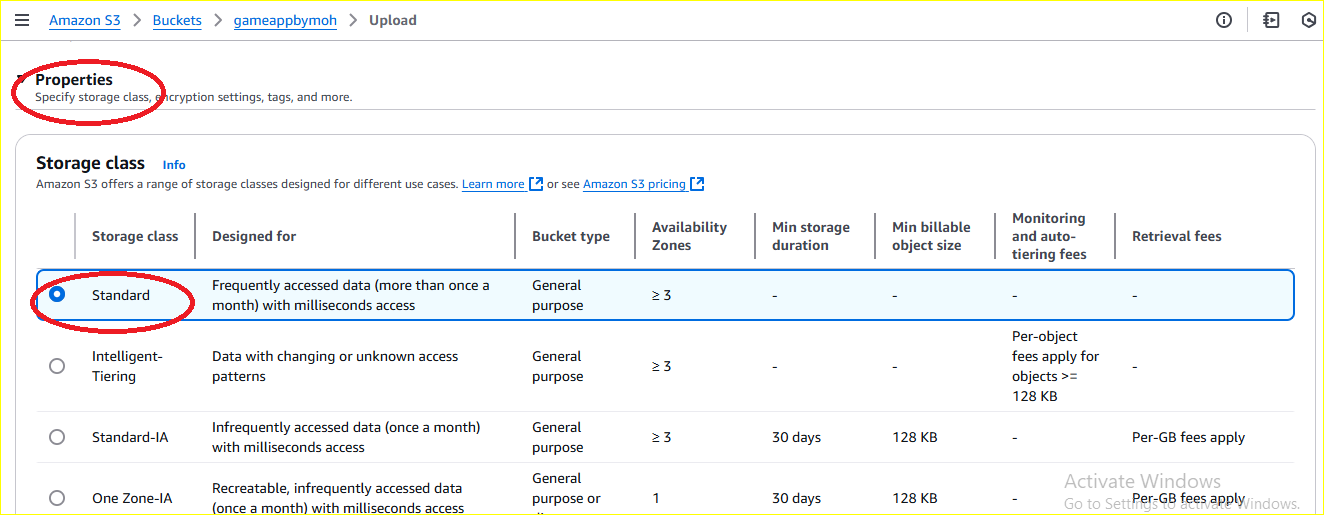 Amazon S3 > Buckets > gameappbymoh > Upload
Properties
Specify storage class, encryption settings, tags, and more.
Storage class Info
Amazon S3 offers a range of storage classes designed for different use cases. Learn more or see Amazon S3 pricing
Storage class
Designed for
Bucket type
Availability
Zones
Min storage
duration
Min billable
object size
Monitoring
and auto-
tiering fees
Retrieval fees
Standard
Frequently accessed data (more than once a
month) with milliseconds access
General
purpose
≥ 3
-
-
-
-
Intelligent-
Tiering
Data with changing or unknown access
patterns
General
purpose
≥ 3
-
-
Per-object
fees apply for
objects >=
128 KB
-
Standard-IA
Infrequently accessed data (once a month)
with milliseconds access
General
purpose
≥ 3
30 days
128 KB
-
Per-GB fees apply
One Zone-IA
Recreatable, infrequently accessed data
(once a month) with milliseconds access
General
purpose or
1
30 days
128 KB
-
Per-GB fees apply
Activate Windows
Go to Settings to activate Windows.